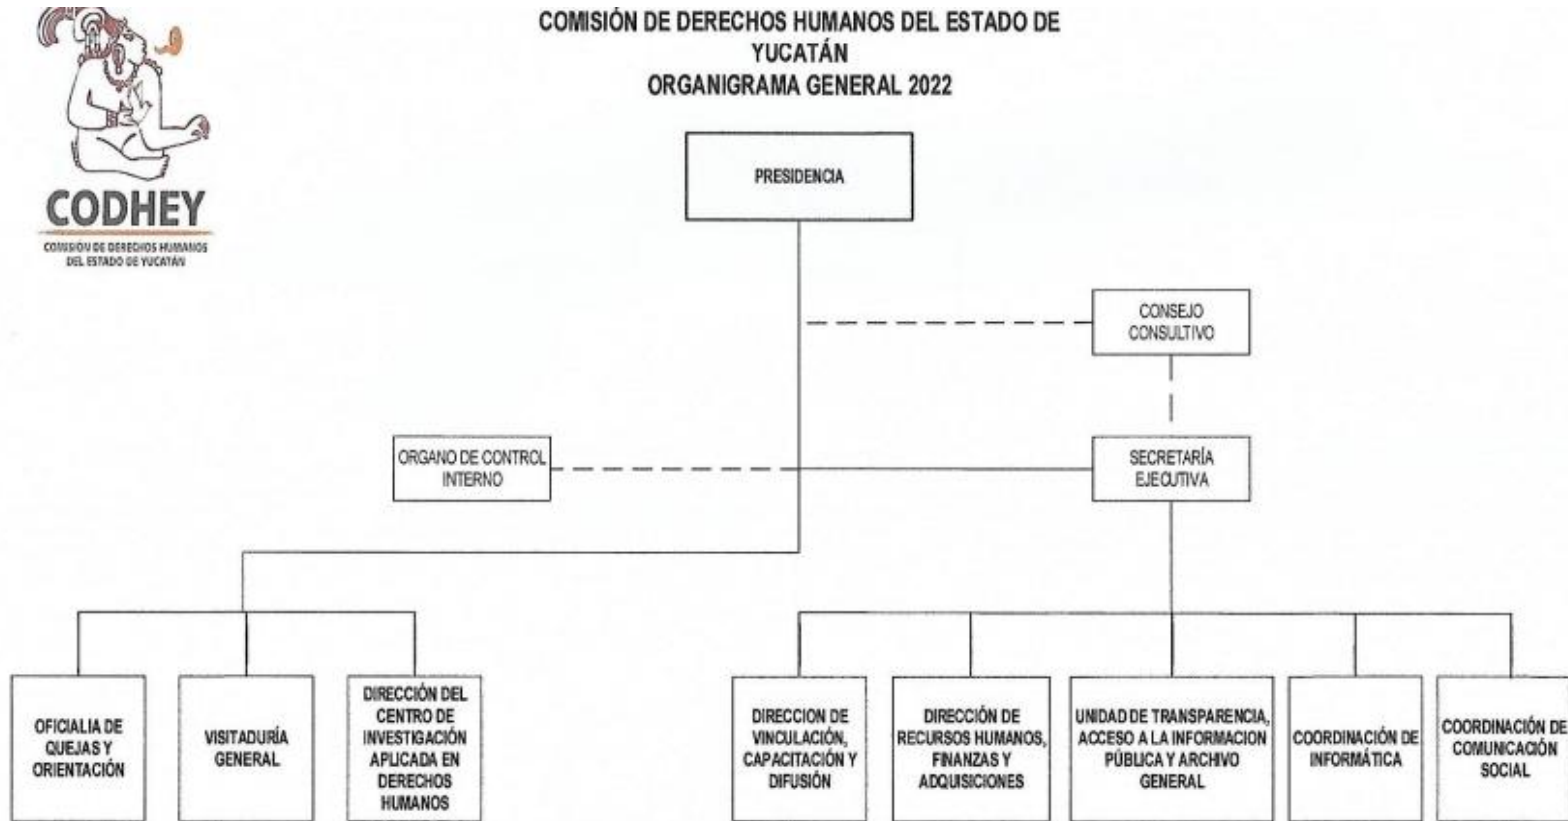 COMISIÓN DE DERECHOS HUMANOS DEL ESTADO DE
YUCATÁN
ORGANIGRAMA GENERAL 2022
CODHEY
COMISIÓN DE DERECHOS HUMANOS
DEL ESTADO DE YUCATÁN
PRESIDENCIA
CONSEJO
CONSULTIVO
ORGANO DE CONTROL
INTERNO
SECRETARÍA
EJECUTIVA
OFICIALIA DE
QUEJAS Y
ORIENTACIÓN
VISITADURÍA
GENERAL
DIRECCIÓN DEL
CENTRO DE
INVESTIGACIÓN
APLICADA EN
DERECHOS
HUMANOS
DIRECCION DE
VINCULACIÓN,
CAPACITACIÓN Y
DIFUSIÓN
DIRECCIÓN DE
RECURSOS HUMANOS,
FINANZAS Y
ADQUISICIONES
UNIDAD DE TRANSPARENCIA,
ACCESO A LA INFORMACION
PÚBLICA Y ARCHIVO
GENERAL
COORDINACIÓN DE
INFORMÁTICA
COORDINACIÓN DE
COMUNICACIÓN
SOCIAL